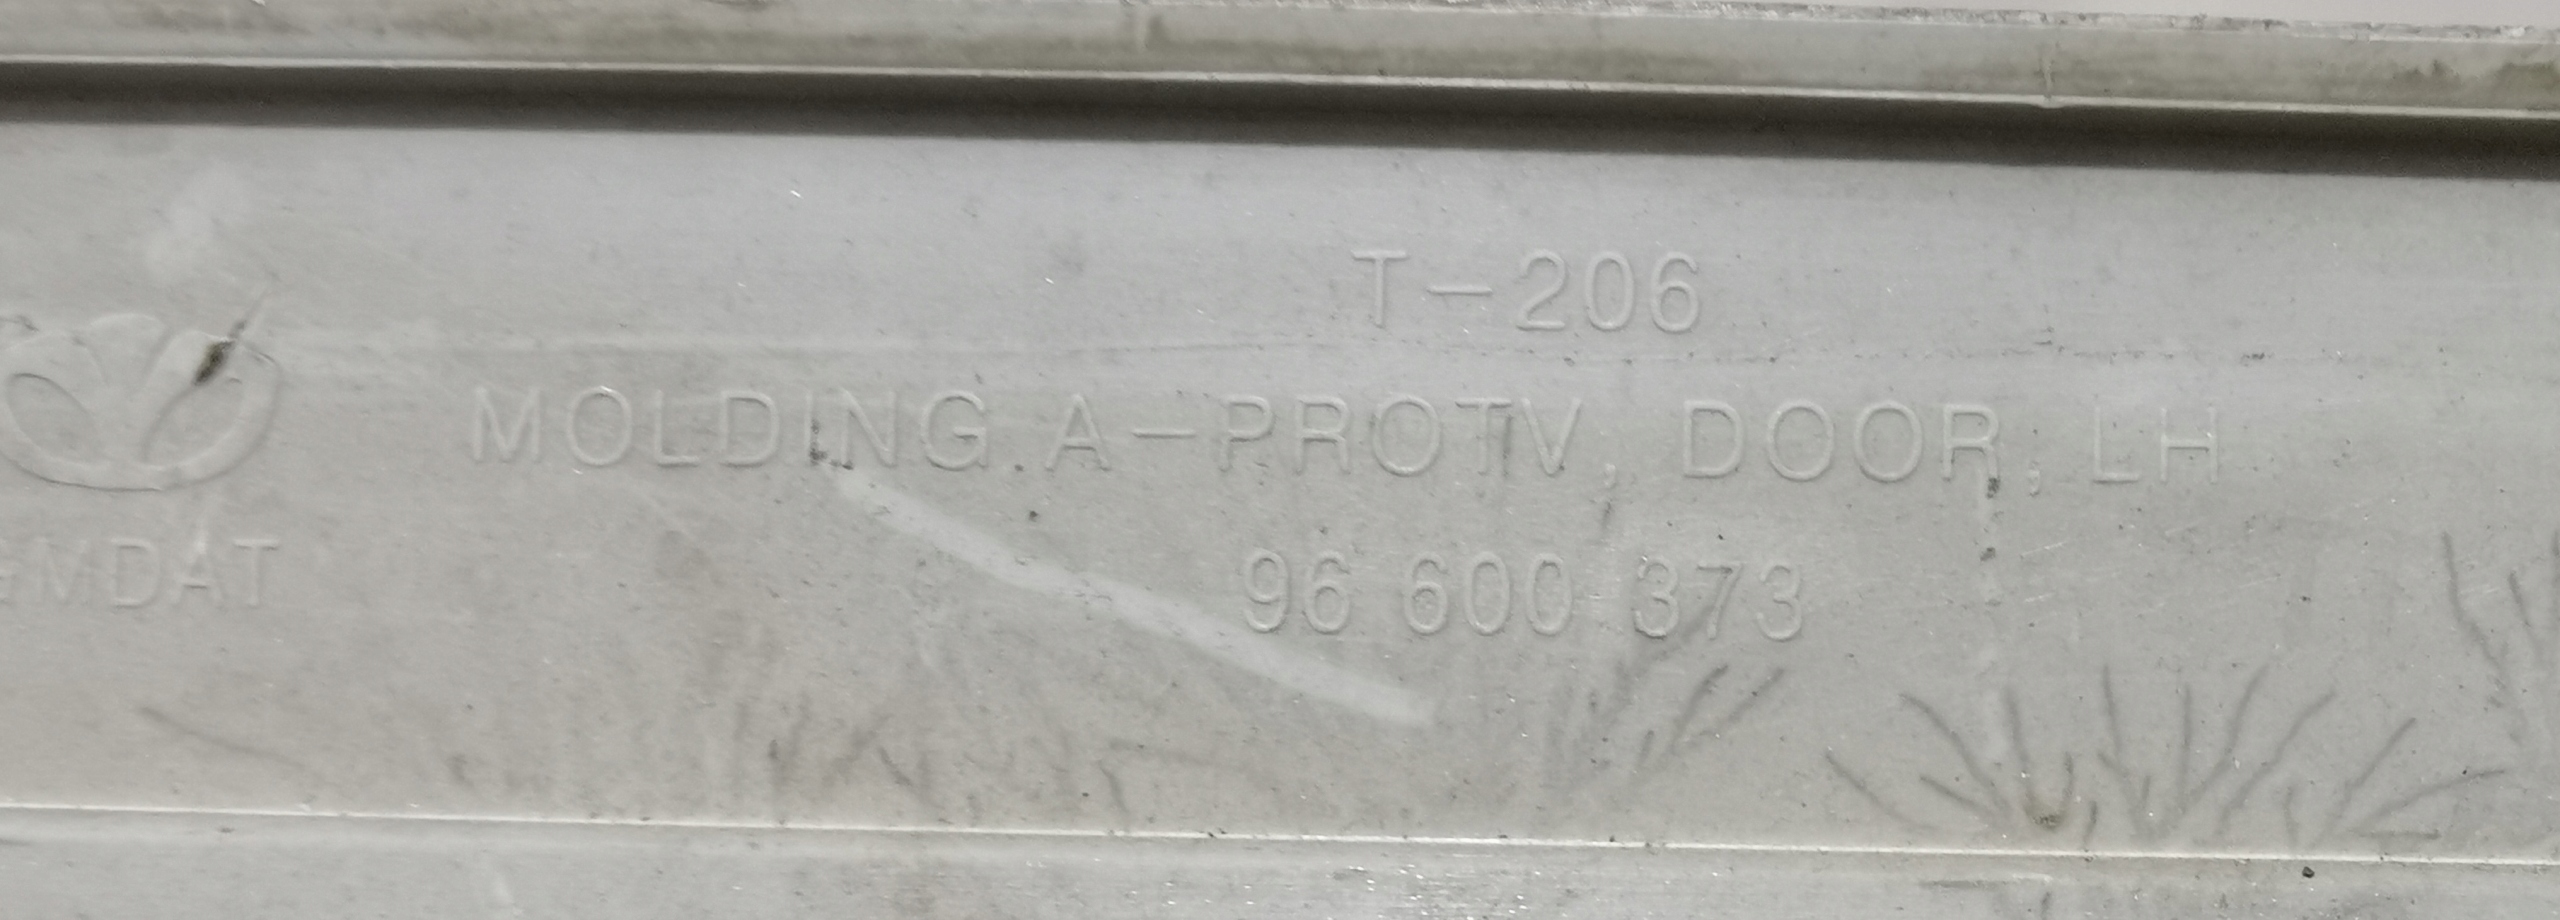 T-206
MOLDING.A-PROTV, DOOR, LH
GMDAT
96 600 373